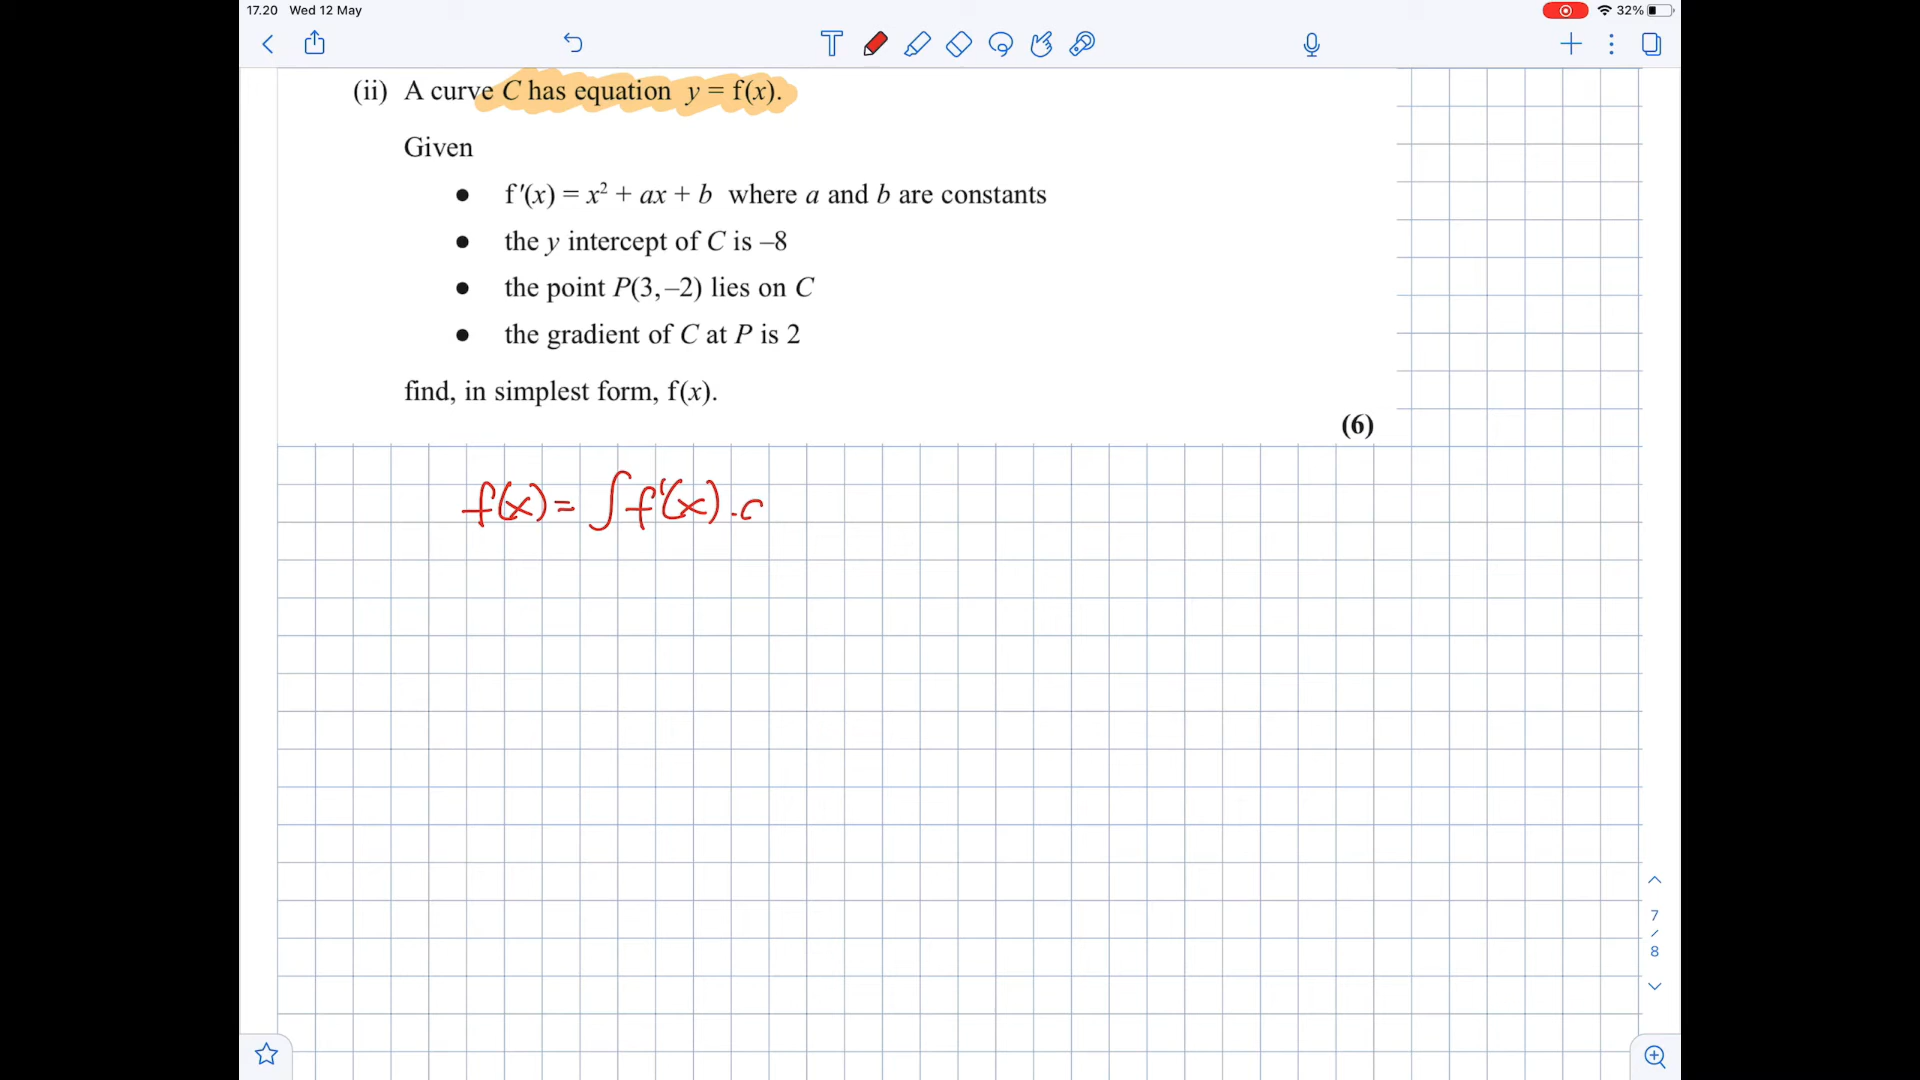 17.20 Wed 12 May
32%
T
(ii) A curve C has equation y = f(x).
Given
● f′(x) = x² + ax + b where a and b are constants
● the y intercept of C is –8
● the point P(3, –2) lies on C
● the gradient of C at P is 2
find, in simplest form, f(x).
(6)
f(x) = ∫ f'(x) . c
7
/
8